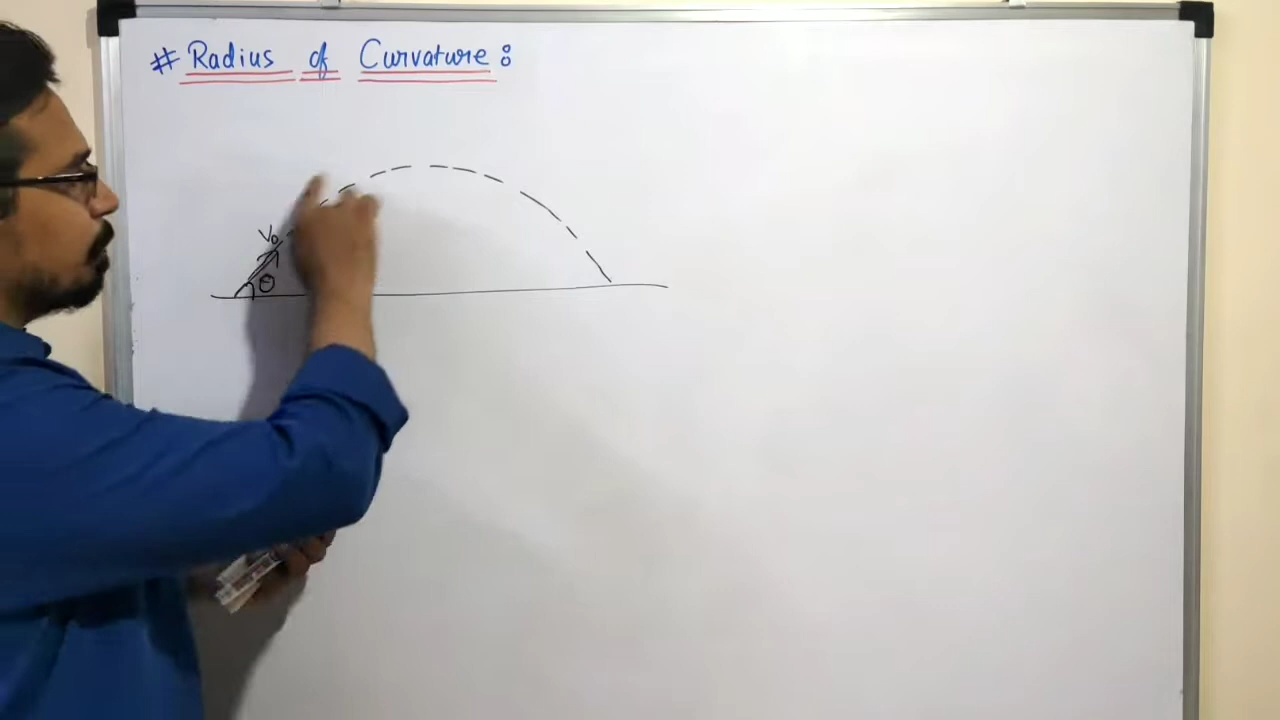 # Radius of Curvature :
V₀
θ